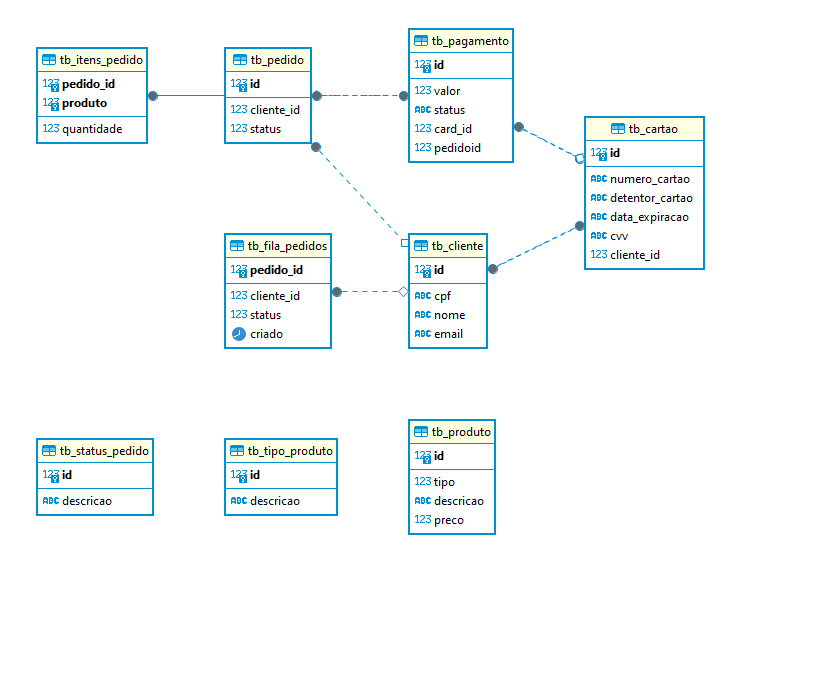 tb_itens_pedido
123 pedido_id
123 produto
123 quantidade
tb_pedido
123 id
123 cliente_id
123 status
tb_pagamento
123 id
123 valor
ABC status
123 card_id
123 pedidoid
tb_cartao
123 id
ABC numero_cartao
ABC detentor_cartao
ABC data_expiracao
ABC cvv
123 cliente_id
tb_fila_pedidos
123 pedido_id
123 cliente_id
123 status
criado
tb_cliente
123 id
ABC cpf
ABC nome
ABC email
tb_status_pedido
123 id
ABC descricao
tb_tipo_produto
123 id
ABC descricao
tb_produto
123 id
123 tipo
ABC descricao
123 preco